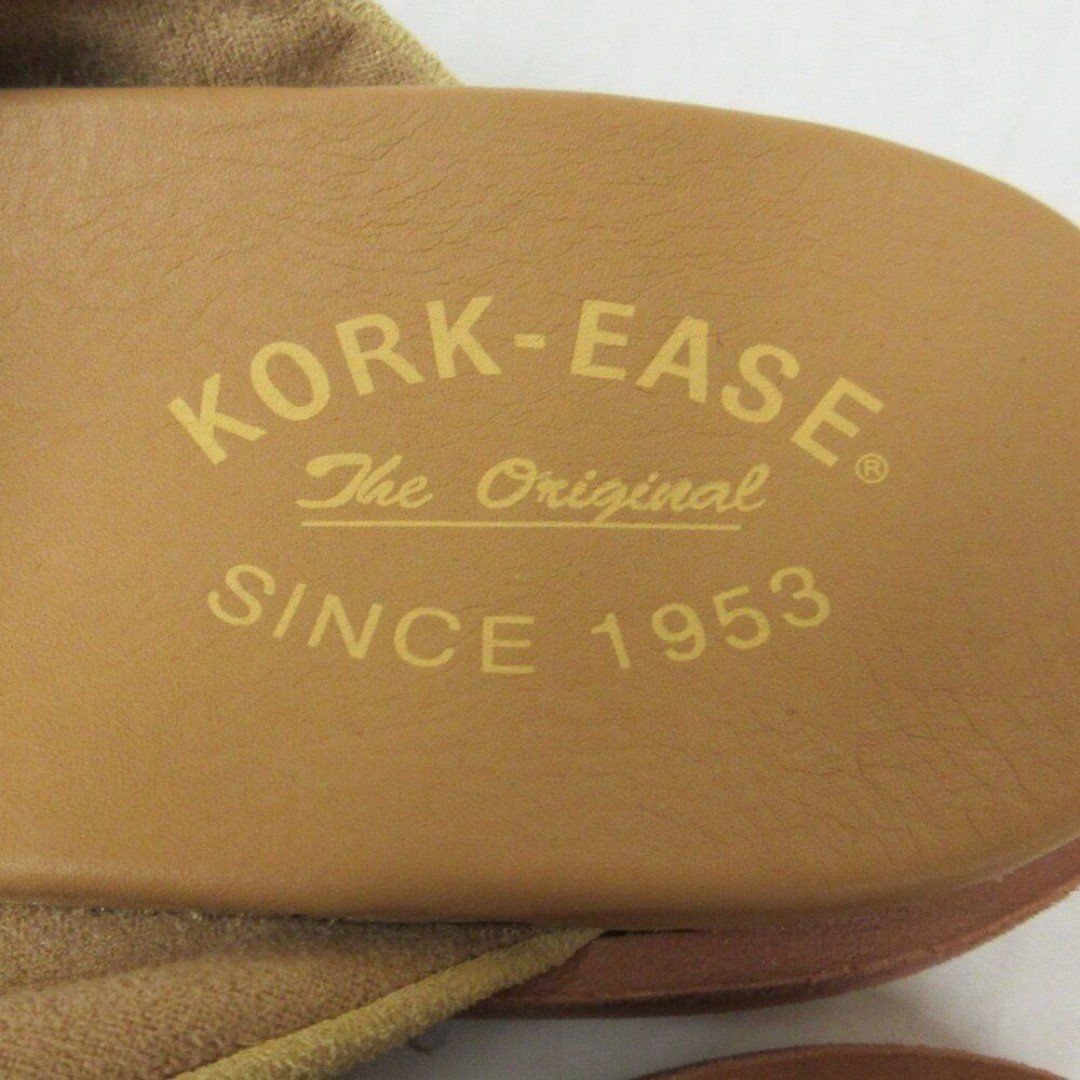 KORK-EASE®
The Original
SINCE 1953